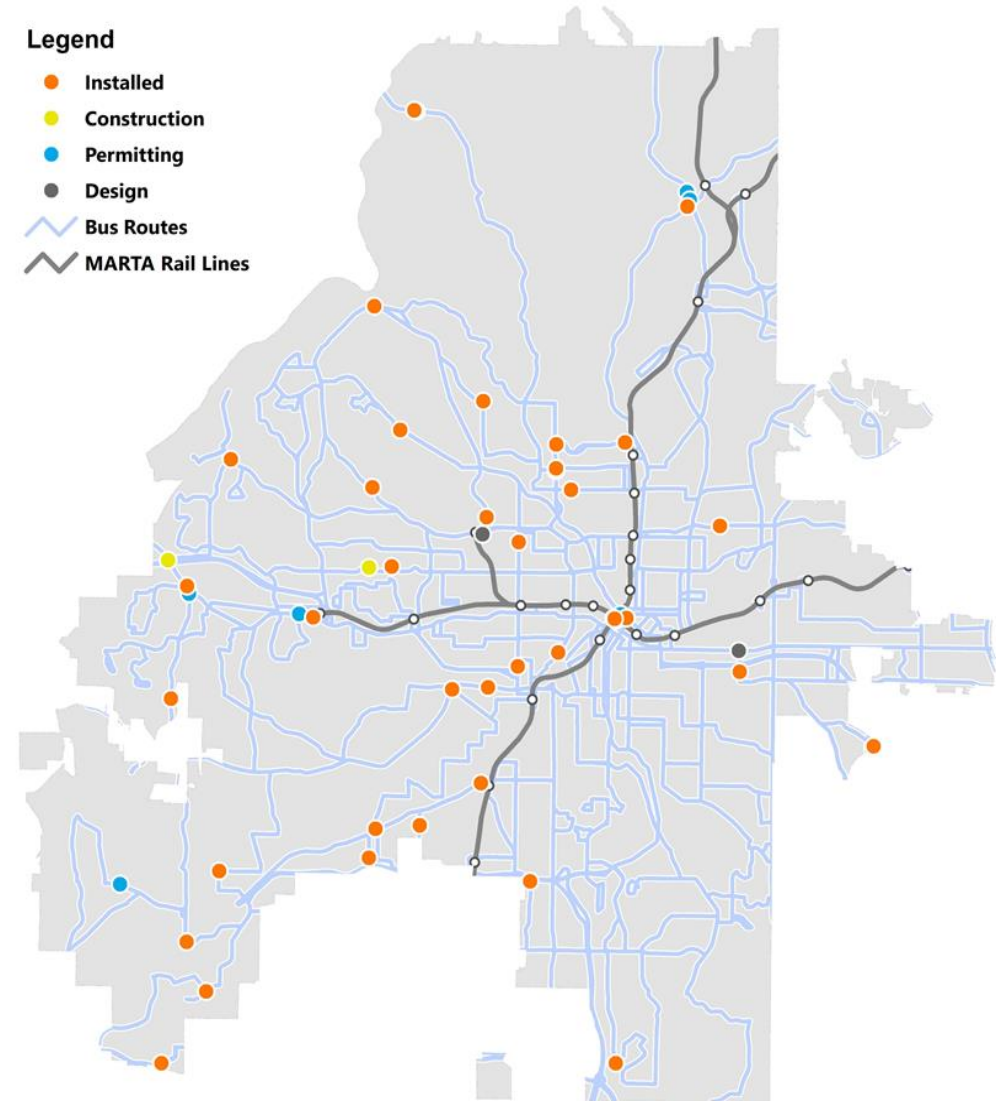 Legend
Installed
Construction
Permitting
Design
Bus Routes
MARTA Rail Lines